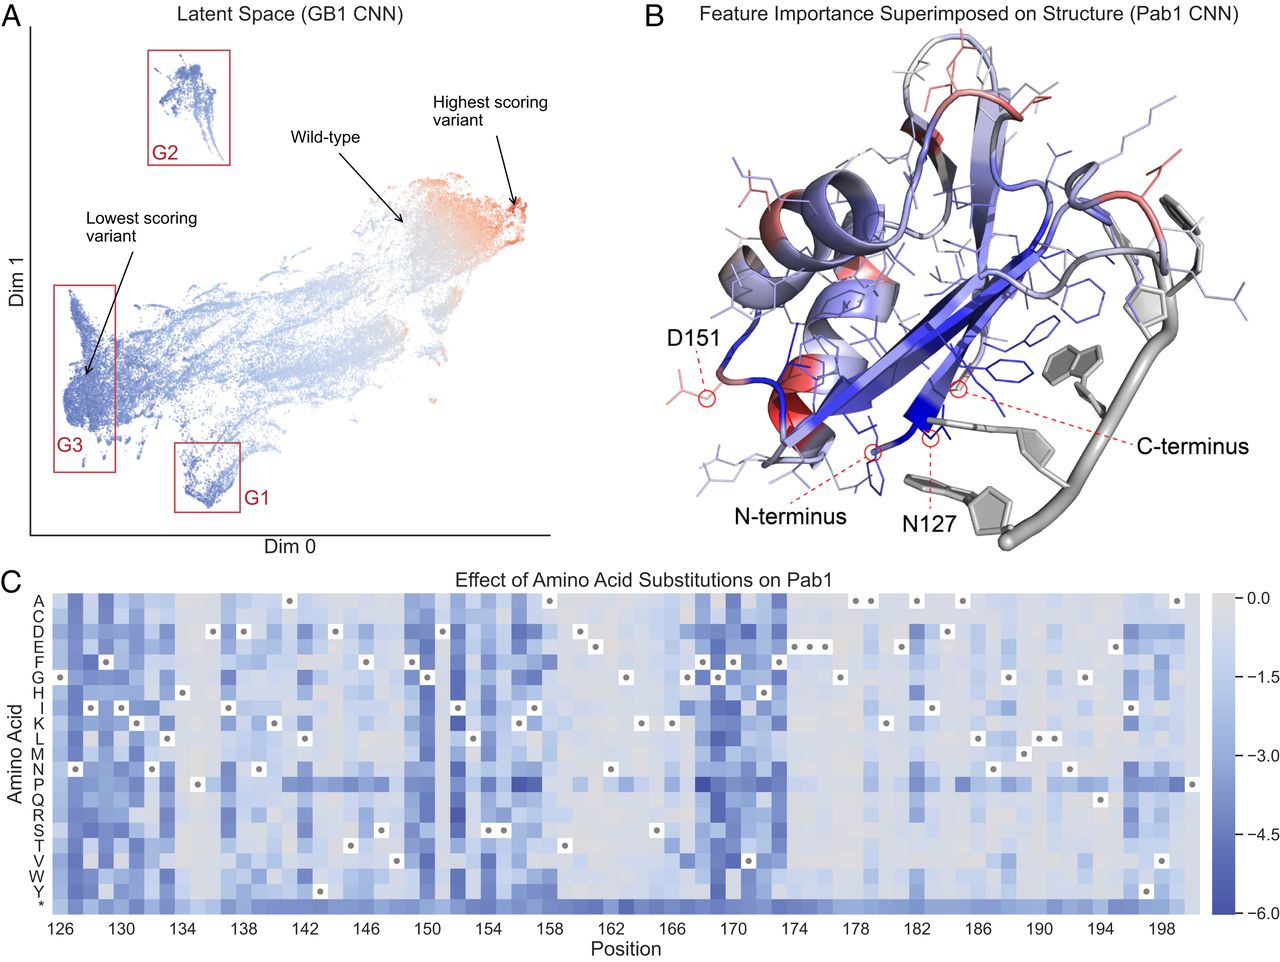 A
Latent Space (GB1 CNN)
G2
Wild-type
Highest scoring
variant
Lowest scoring
variant
G3
G1
Dim 1
Dim 0
B
Feature Importance Superimposed on Structure (Pab1 CNN)
D151
N-terminus
N127
C-terminus
C
Effect of Amino Acid Substitutions on Pab1
Amino Acid
A
C
D
E
F
G
H
I
K
L
M
N
P
Q
R
S
T
V
W
Y
*
126 130 134 138 142 146 150 154 158 162 166 170 174 178 182 186 190 194 198
Position
0.0
−1.5
−3.0
−4.5
−6.0